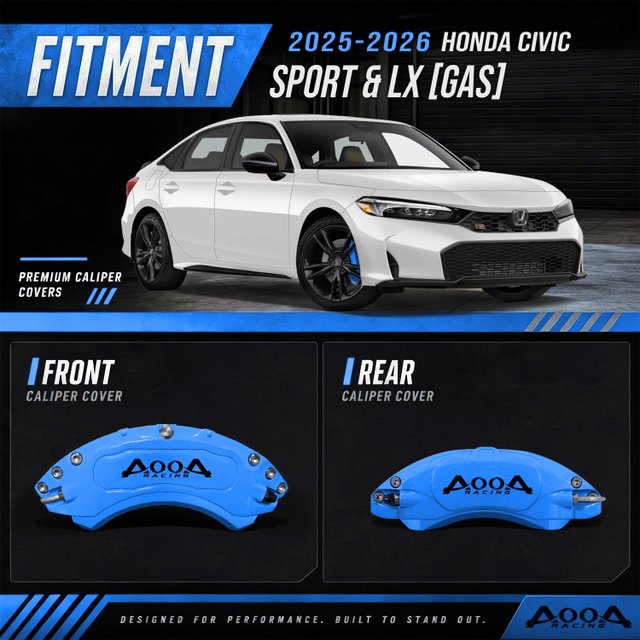 FITMENT
2025-2026 HONDA CIVIC
SPORT & LX [GAS]
PREMIUM CALIPER
COVERS
FRONT
CALIPER COVER
REAR
CALIPER COVER
AOOA
RACING
AOOA
RACING
DESIGNED FOR PERFORMANCE. BUILT TO STAND OUT.
AOOA
RACING